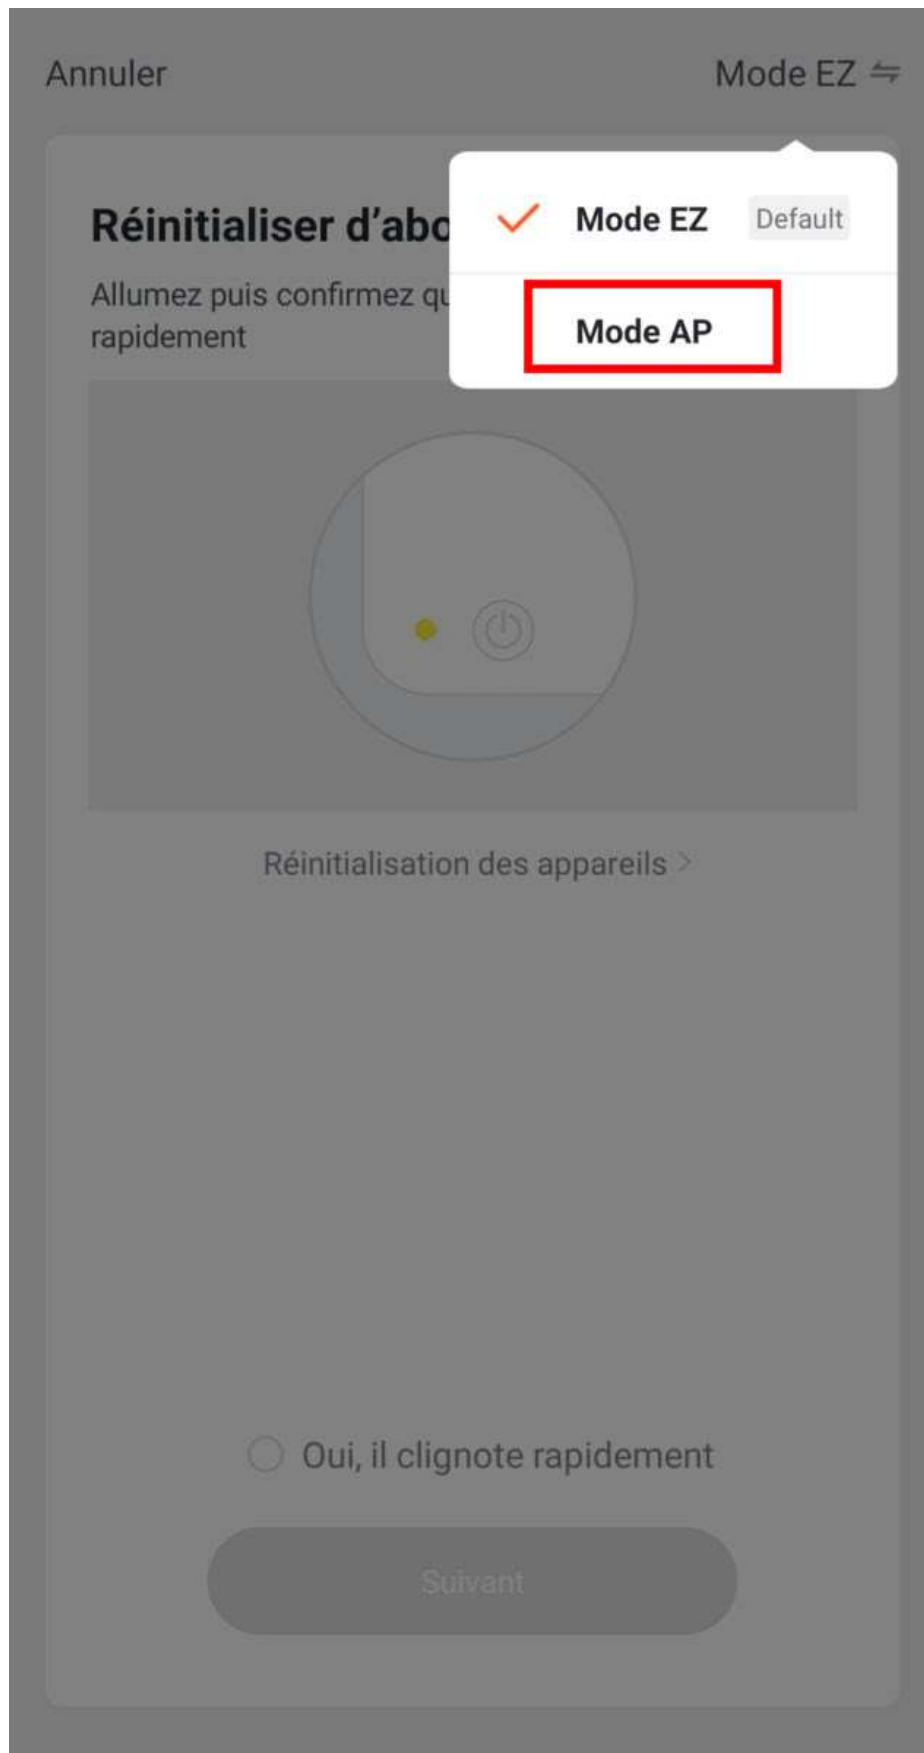 Annuler
Mode EZ
Mode EZ
Default
Mode AP
Réinitialiser d'abo
Allumez puis confirmez qu
rapidement
Réinitialisation des appareils >
Oui, il clignote rapidement
Suivant